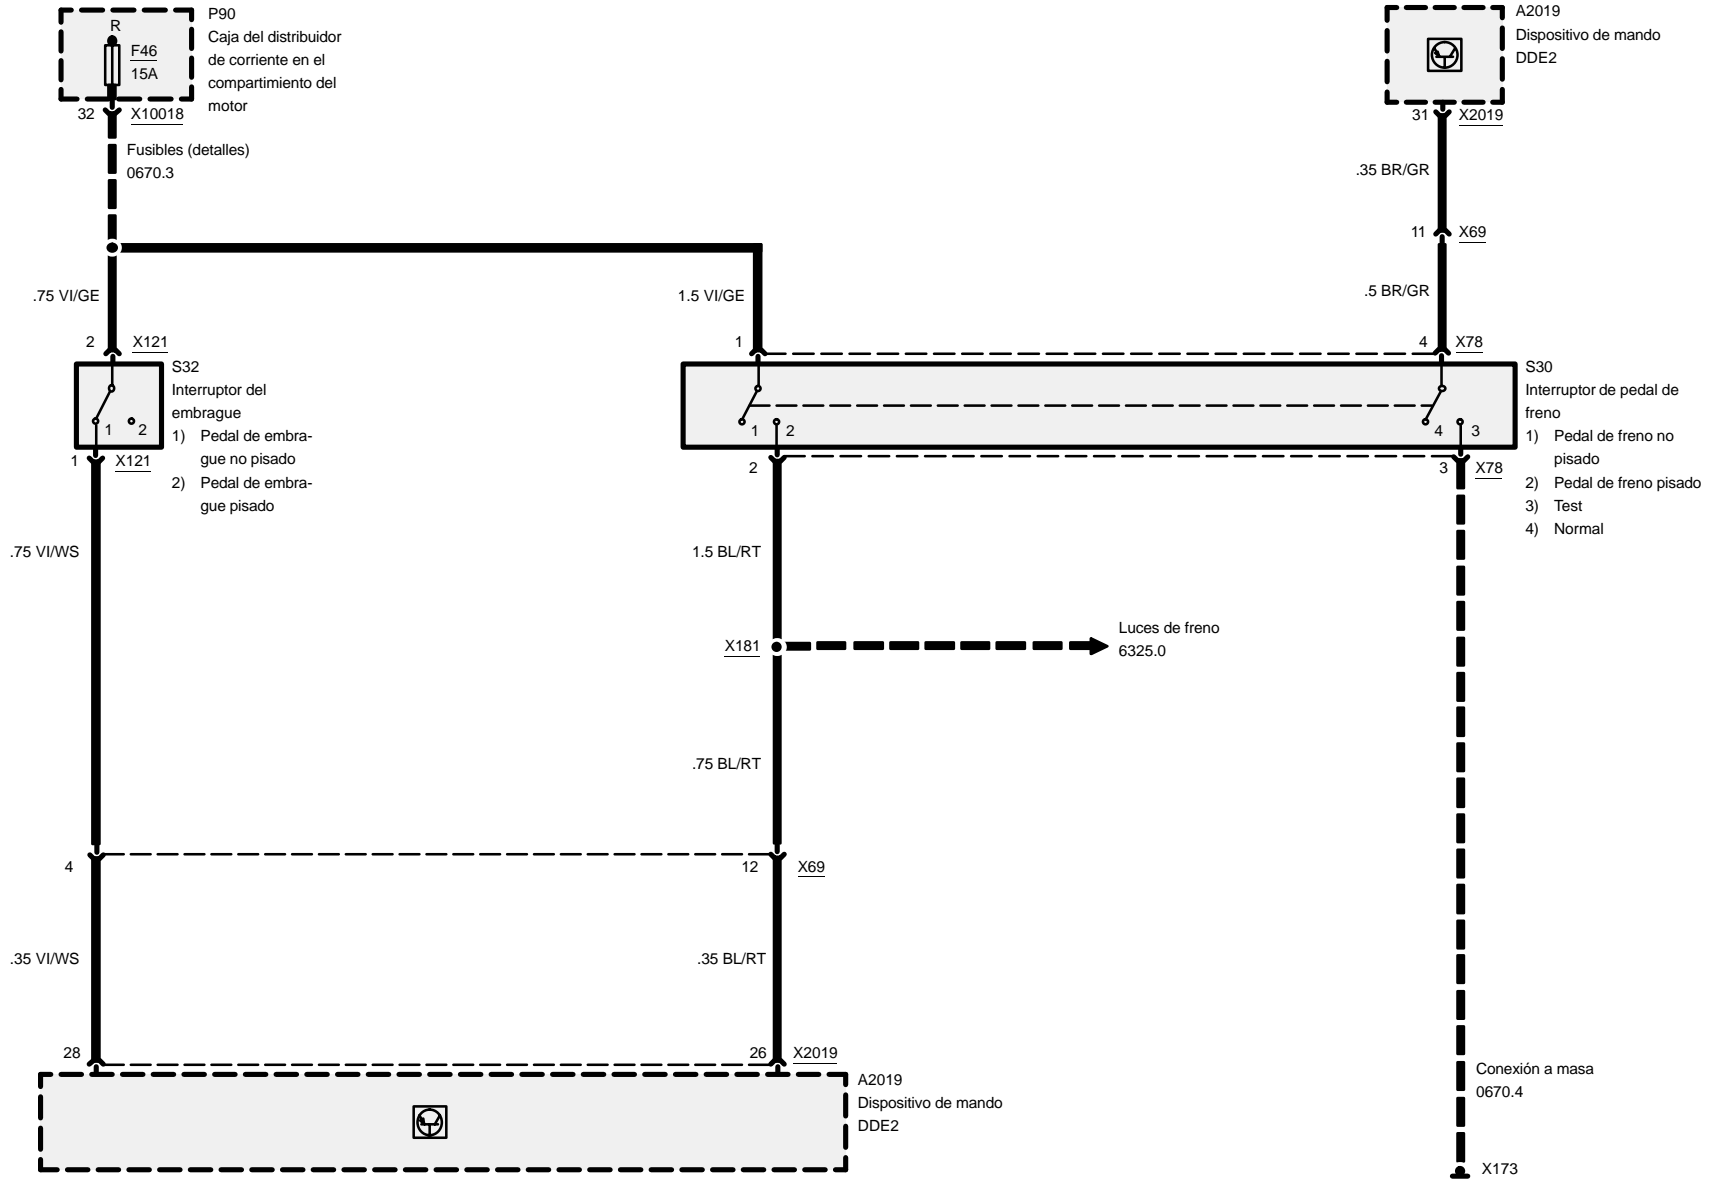 P90
R
Caja del distribuidor
F46
de corriente en el
15A
compartimiento del
motor
32
X10018
Fusibles (detalles)
0670.3
A2019
Dispositivo de mando
DDE2
31
X2019
.35 BR/GR
11
X69
.75 VI/GE
1.5 VI/GE
.5 BR/GR
2
X121
1
4
X78
S32
Interruptor del
embrague
1) Pedal de embra-
gue no pisado
2) Pedal de embra-
gue pisado
1
2
1
2
4
3
S30
Interruptor de pedal de
freno
1) Pedal de freno no
pisado
2) Pedal de freno pisado
3) Test
4) Normal
1
X121
2
3
X78
.75 VI/WS
1.5 BL/RT
X181
Luces de freno
6325.0
.75 BL/RT
4
12
X69
.35 VI/WS
.35 BL/RT
28
26
X2019
A2019
Dispositivo de mando
DDE2
Conexión a masa
0670.4
X173